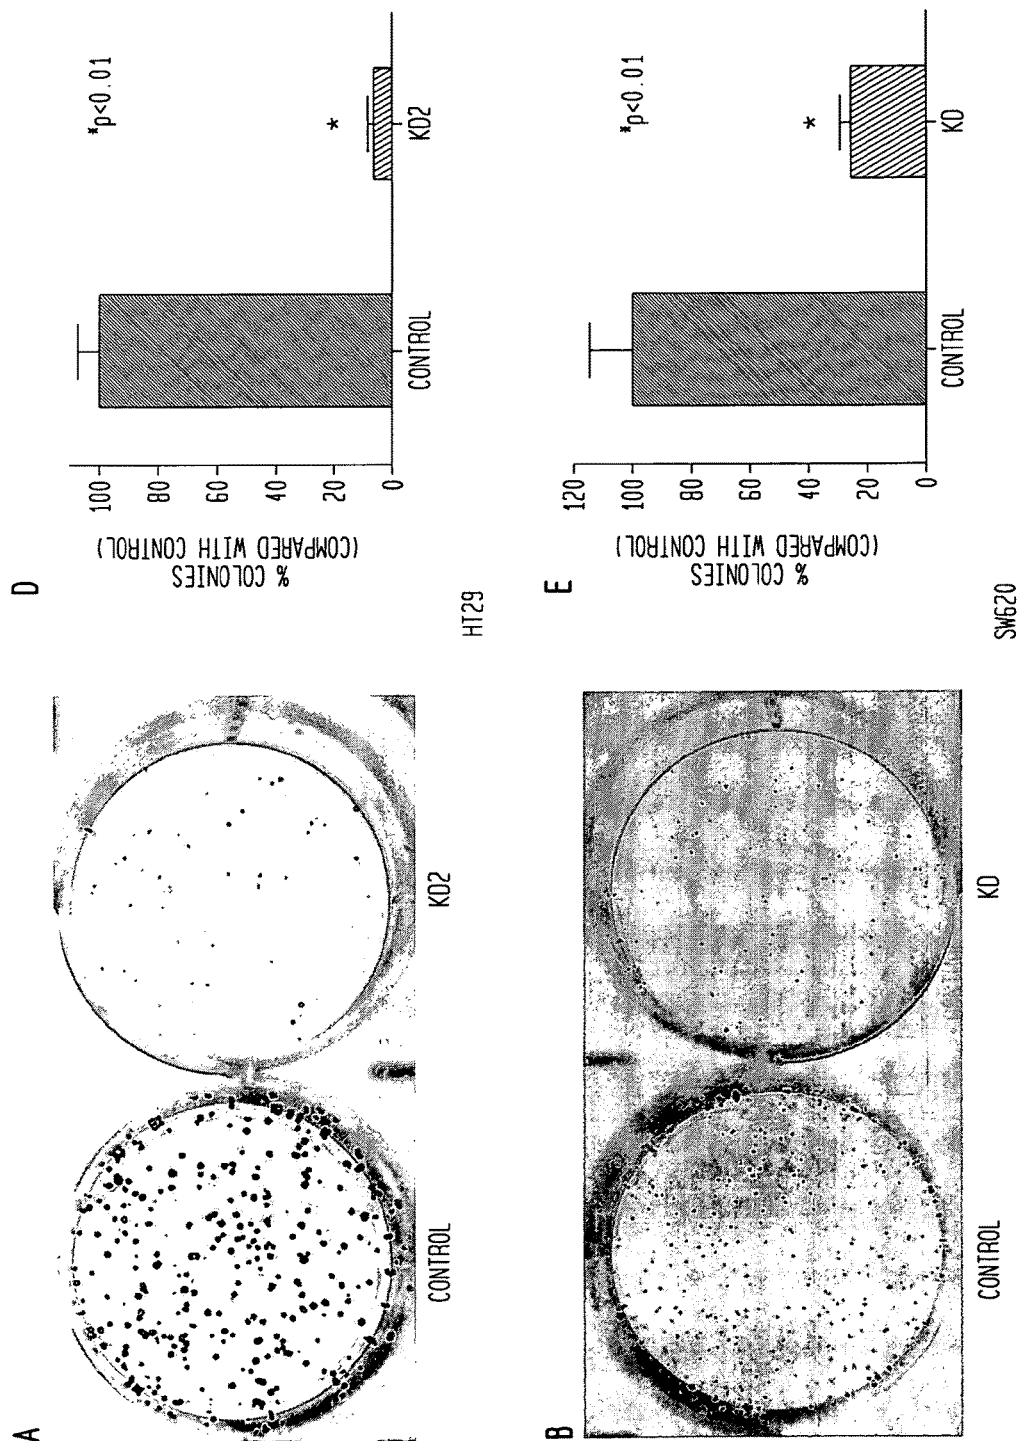 A
CONTROL
KD2
HT29
D
% COLONIES
(COMPARED WITH CONTROL)
100
80
60
40
20
0
*p<0.01
*
CONTROL
KD2
B
CONTROL
KD
SW620
E
% COLONIES
(COMPARED WITH CONTROL)
120
100
80
60
40
20
0
*p<0.01
*
CONTROL
KD